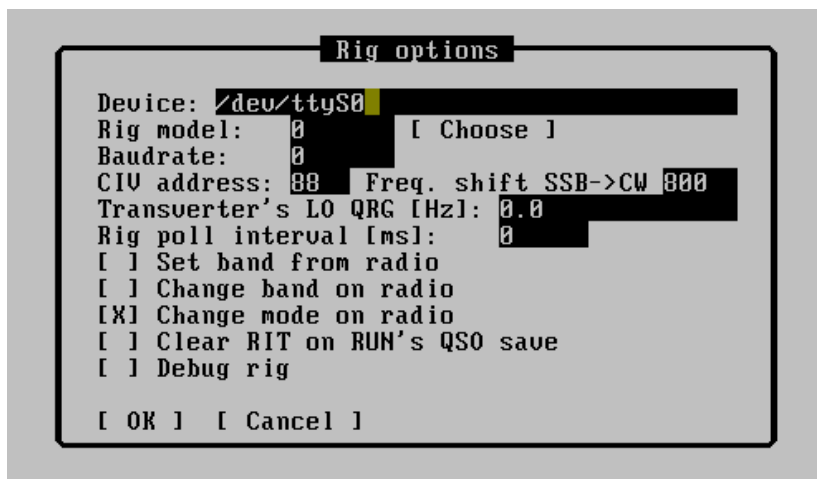 Rig options
Device: /dev/ttyS0
Rig model: 0 [ Choose ]
Baudrate: 0
CIV address: 88 Freq. shift SSB->CW 800
Transverter's LO QRG [Hz]: 0.0
Rig poll interval [ms]: 0
[ ] Set band from radio
[ ] Change band on radio
[X] Change mode on radio
[ ] Clear RIT on RUN's QSO save
[ ] Debug rig
[ OK ] [ Cancel ]